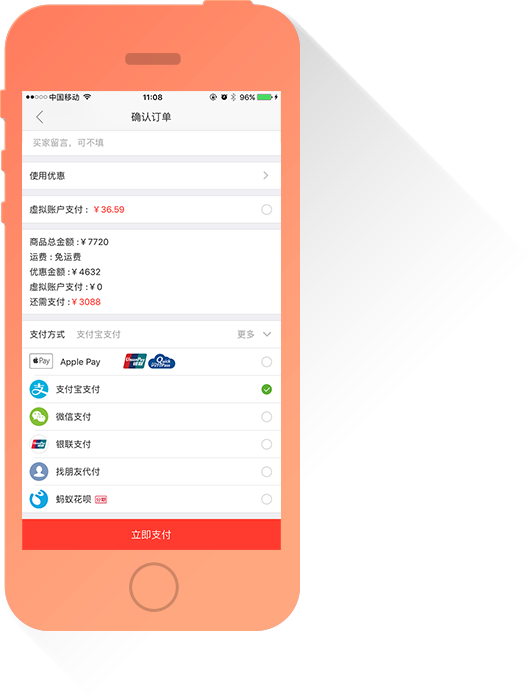 中国移动 11:08 96%
确认订单
买家留言，可不填
使用优惠
虚拟账户支付：￥36.59
商品总金额：￥7720
运费：免运费
优惠金额：￥4632
虚拟账户支付：￥0
还需支付：￥3088
支付方式 支付宝支付 更多
Pay Apple Pay UnionPay 银联 Quick Pass
支付宝支付
微信支付
银联支付
找朋友代付
蚂蚁花呗 分期
立即支付